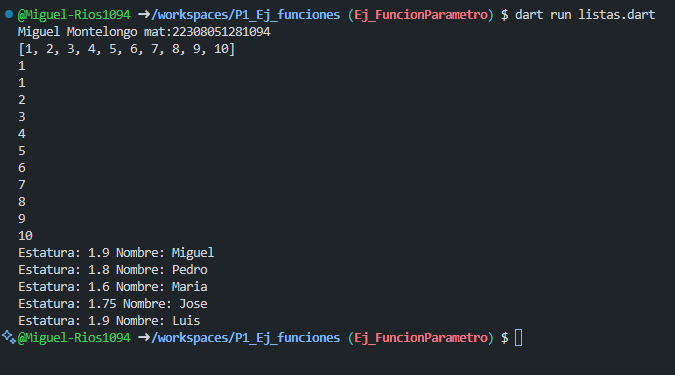 @Miguel-Rios1094 ➜/workspaces/P1_Ej_funciones (Ej_FuncionParametro) $ dart run listas.dart
Miguel Montelongo mat:22308051281094
[1, 2, 3, 4, 5, 6, 7, 8, 9, 10]
1
1
2
3
4
5
6
7
8
9
10
Estatura: 1.9 Nombre: Miguel
Estatura: 1.8 Nombre: Pedro
Estatura: 1.6 Nombre: Maria
Estatura: 1.75 Nombre: Jose
Estatura: 1.9 Nombre: Luis
@Miguel-Rios1094 ➜/workspaces/P1_Ej_funciones (Ej_FuncionParametro) $